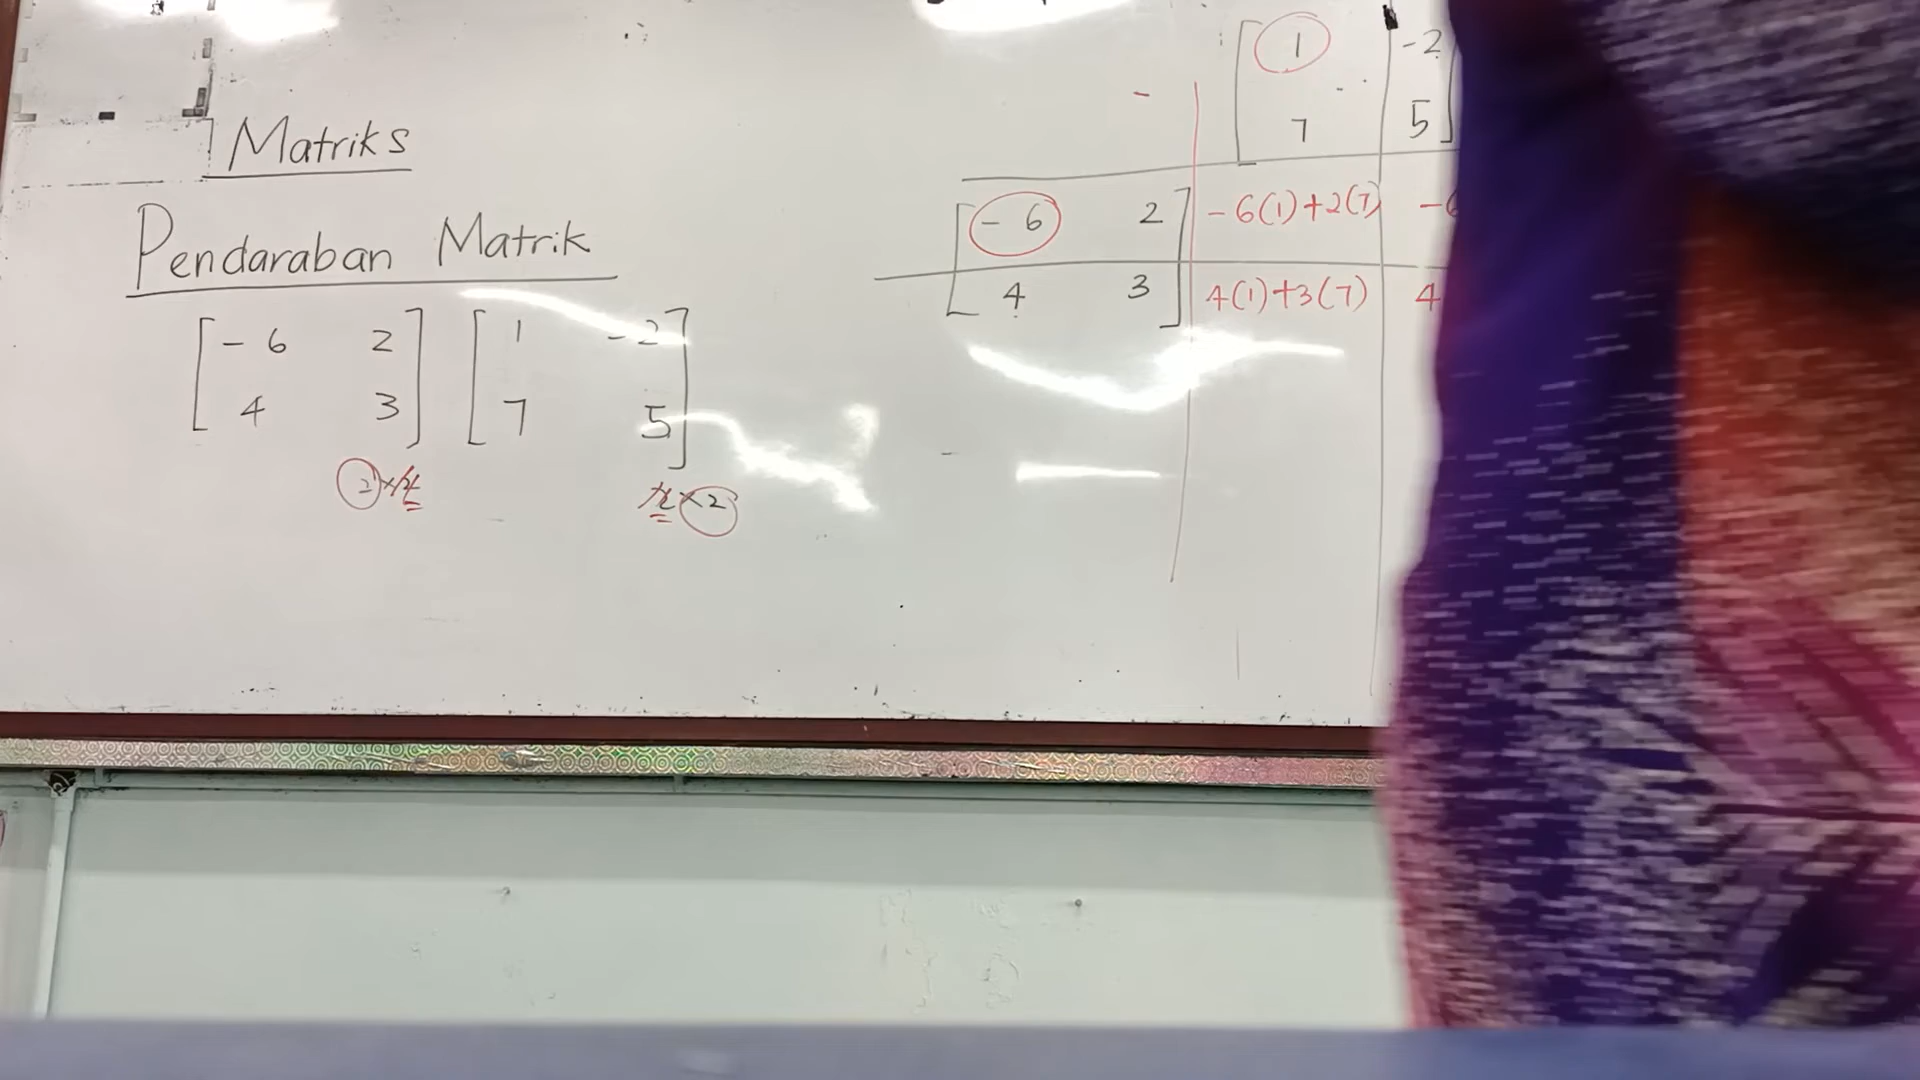 Matriks
Pendaraban Matrik
[-6 2] [1 -2]
[4 3] [7 5]
2×2 2×2
[1 -2]
[7 5]
[-6 2] -6(1)+2(7) -6
[4 3] 4(1)+3(7) 4